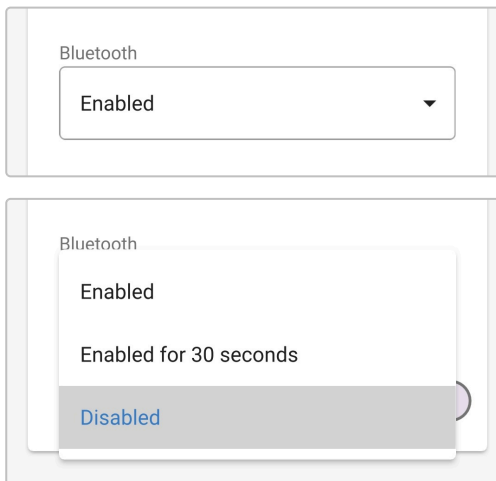 Bluetooth
Enabled
Bluetooth
Enabled
Enabled for 30 seconds
Disabled